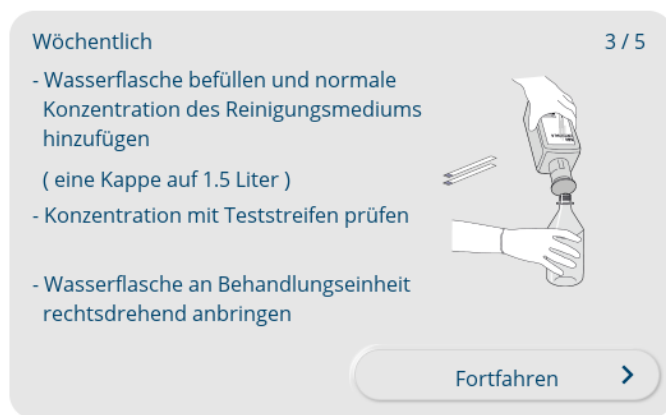 Wöchentlich 3 / 5
- Wasserflasche befüllen und normale
Konzentration des Reinigungsmediums
hinzufügen
( eine Kappe auf 1.5 Liter )
- Konzentration mit Teststreifen prüfen
- Wasserflasche an Behandlungseinheit
rechtsdrehend anbringen
Fortfahren